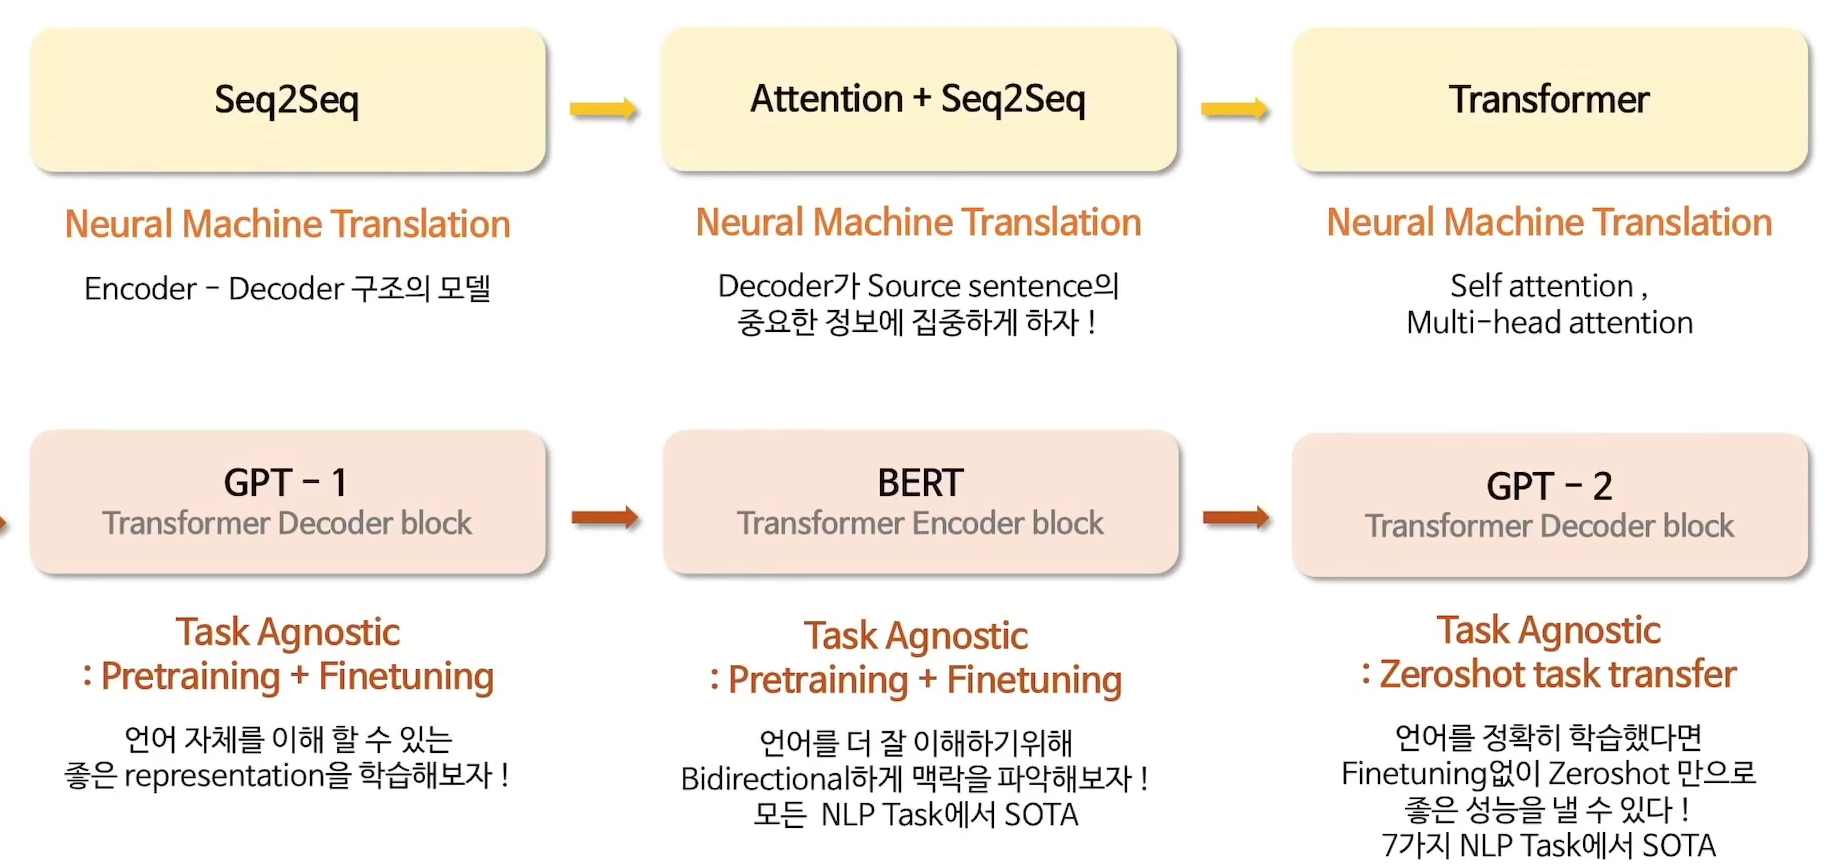 Seq2Seq
Attention + Seq2Seq
Transformer
Neural Machine Translation
Neural Machine Translation
Neural Machine Translation
Encoder - Decoder 구조의 모델
Decoder가 Source sentence의
중요한 정보에 집중하게 하자 !
Self attention ,
Multi-head attention
GPT - 1
Transformer Decoder block
BERT
Transformer Encoder block
GPT - 2
Transformer Decoder block
Task Agnostic
: Pretraining + Finetuning
언어 자체를 이해 할 수 있는
좋은 representation을 학습해보자 !
Task Agnostic
: Pretraining + Finetuning
언어를 더 잘 이해하기위해
Bidirectional하게 맥락을 파악해보자 !
모든 NLP Task에서 SOTA
Task Agnostic
: Zeroshot task transfer
언어를 정확히 학습했다면
Finetuning없이 Zeroshot 만으로
좋은 성능을 낼 수 있다 !
7가지 NLP Task에서 SOTA